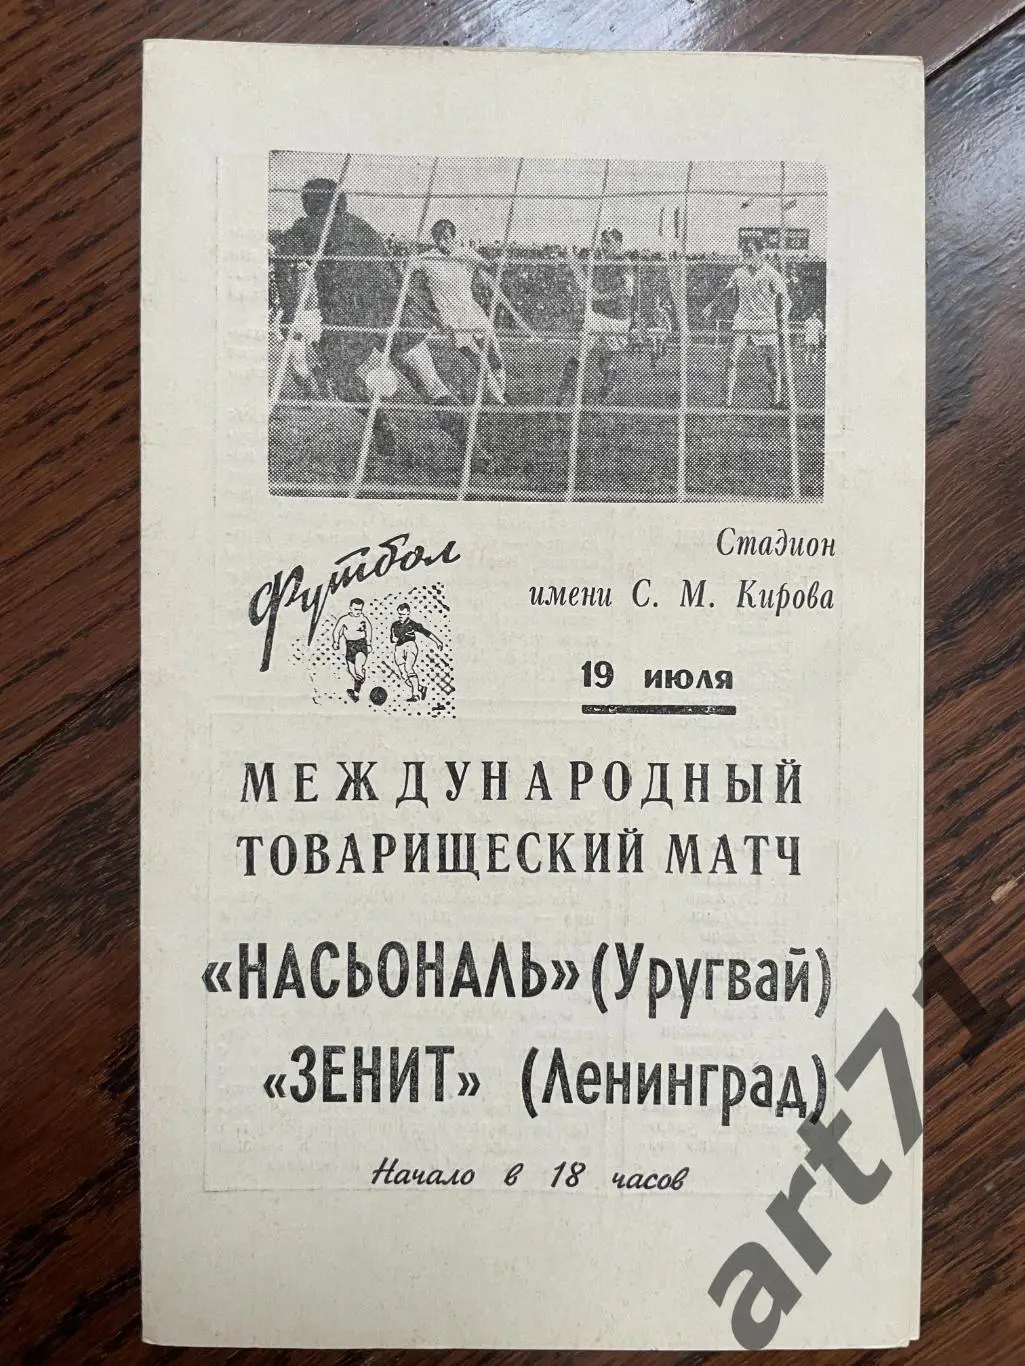 Стадион
имени С. М. Кирова
Футбол
19 июля
МЕЖДУНАРОДНЫЙ
ТОВАРИЩЕСКИЙ МАТЧ
«НАСЬОНАЛЬ» (Уругвай)
«ЗЕНИТ» (Ленинград)
Начало в 18 часов
art71